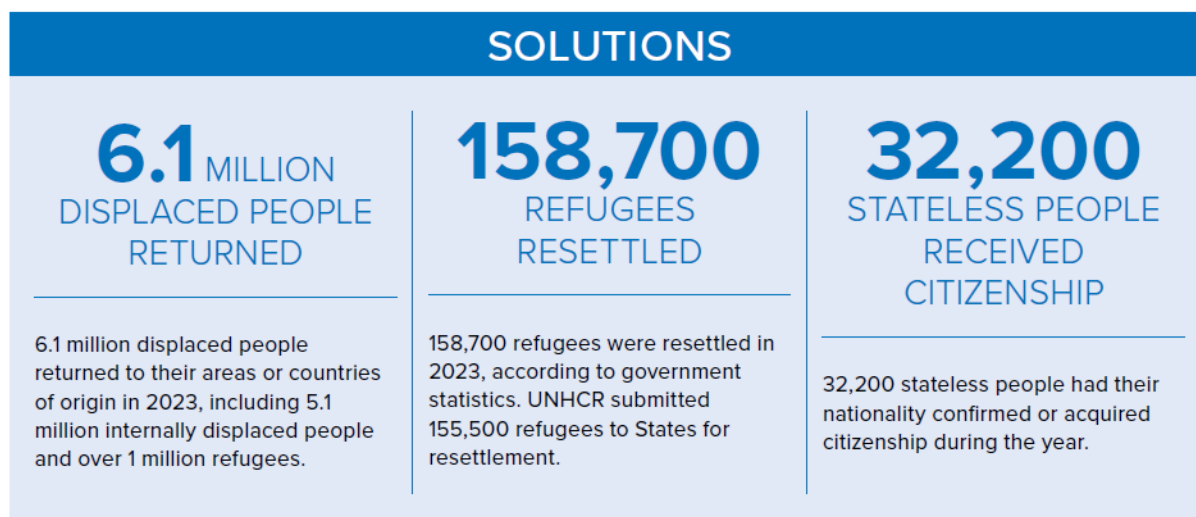 SOLUTIONS
6.1 MILLION
DISPLACED PEOPLE
RETURNED
6.1 million displaced people
returned to their areas or countries
of origin in 2023, including 5.1
million internally displaced people
and over 1 million refugees.
158,700
REFUGEES
RESETTLED
158,700 refugees were resettled in
2023, according to government
statistics. UNHCR submitted
155,500 refugees to States for
resettlement.
32,200
STATELESS PEOPLE
RECEIVED
CITIZENSHIP
32,200 stateless people had their
nationality confirmed or acquired
citizenship during the year.